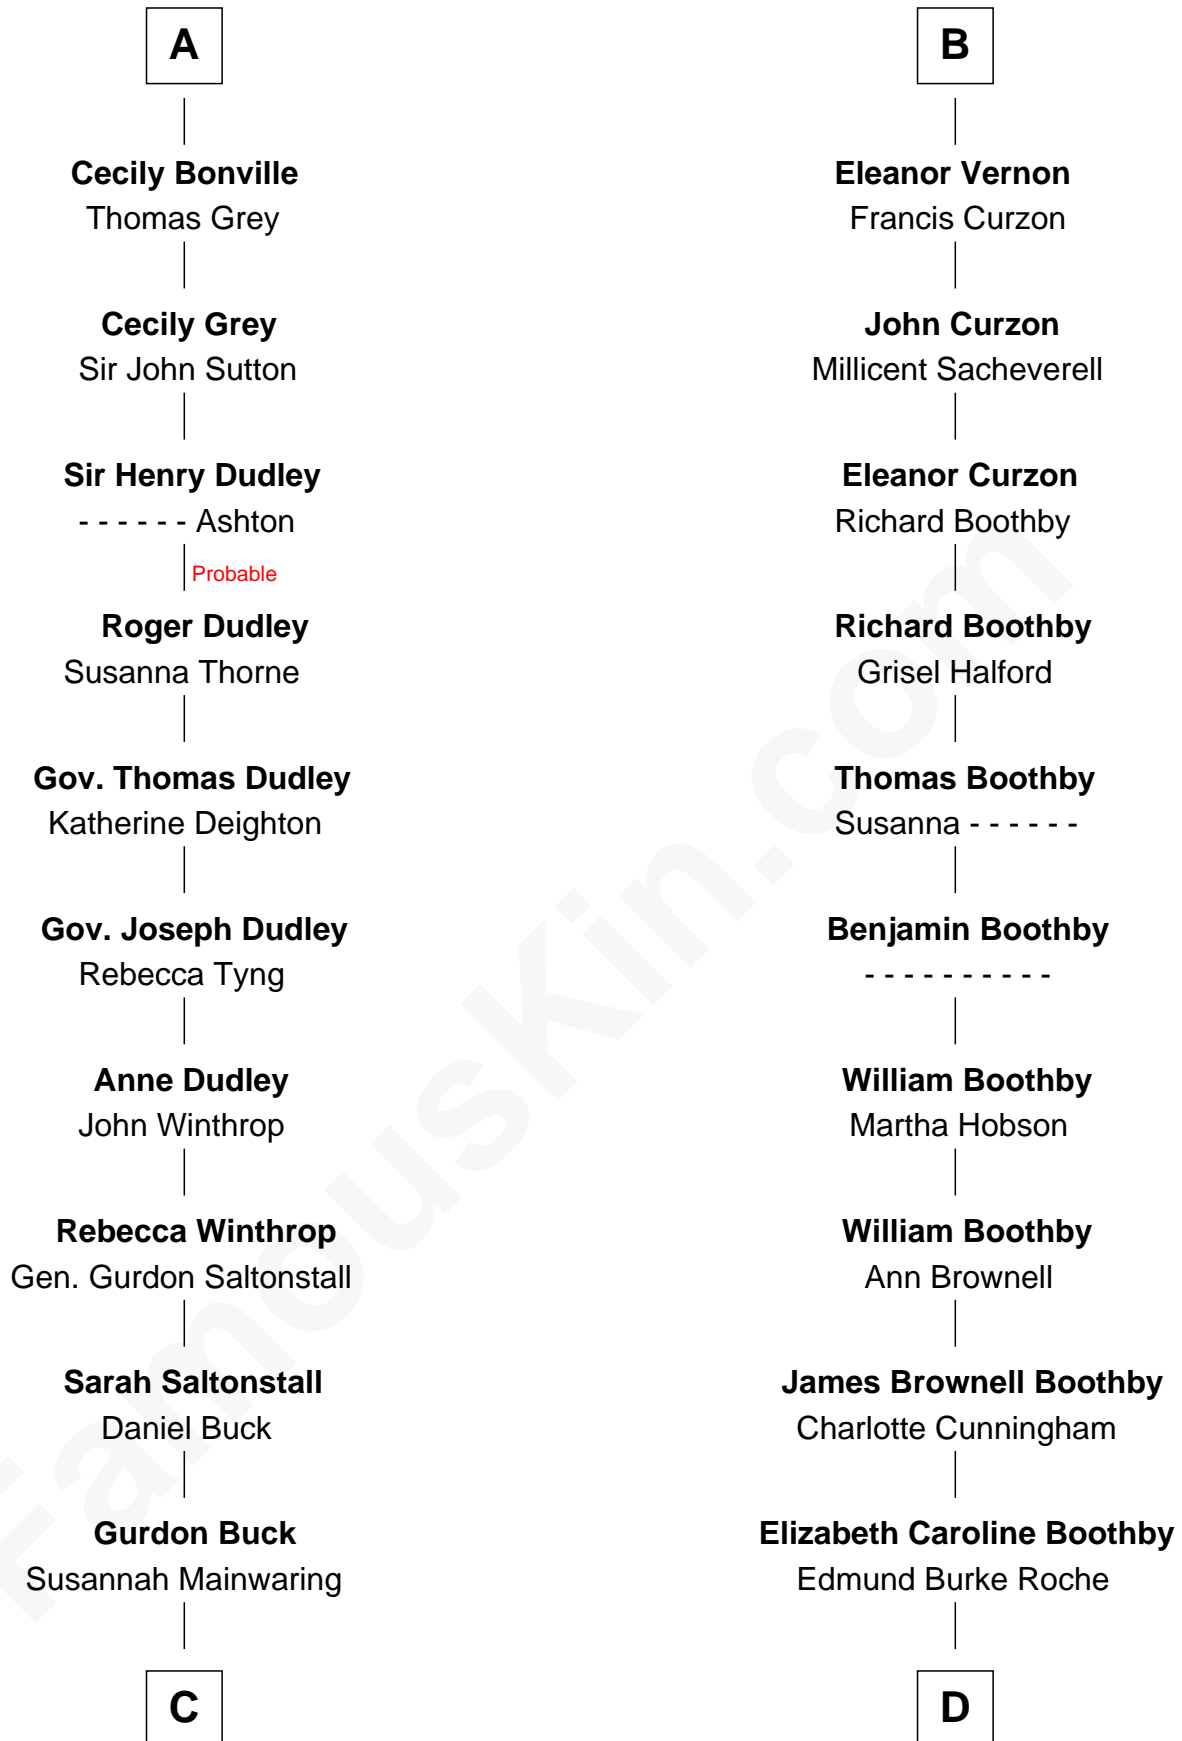 A
Cecily Bonville
Thomas Grey
Cecily Grey
Sir John Sutton
Sir Henry Dudley
- - - - - - Ashton
Probable
Roger Dudley
Susanna Thorne
Gov. Thomas Dudley
Katherine Deighton
Gov. Joseph Dudley
Rebecca Tyng
Anne Dudley
John Winthrop
Rebecca Winthrop
Gen. Gurdon Saltonstall
Sarah Saltonstall
Daniel Buck
Gurdon Buck
Susannah Mainwaring
C
B
Eleanor Vernon
Francis Curzon
John Curzon
Millicent Sacheverell
Eleanor Curzon
Richard Boothby
Richard Boothby
Grisel Halford
Thomas Boothby
Susanna - - - - - -
Benjamin Boothby
- - - - - - - - - -
William Boothby
Martha Hobson
William Boothby
Ann Brownell
James Brownell Boothby
Charlotte Cunningham
Elizabeth Caroline Boothby
Edmund Burke Roche
D
FamousKin.com